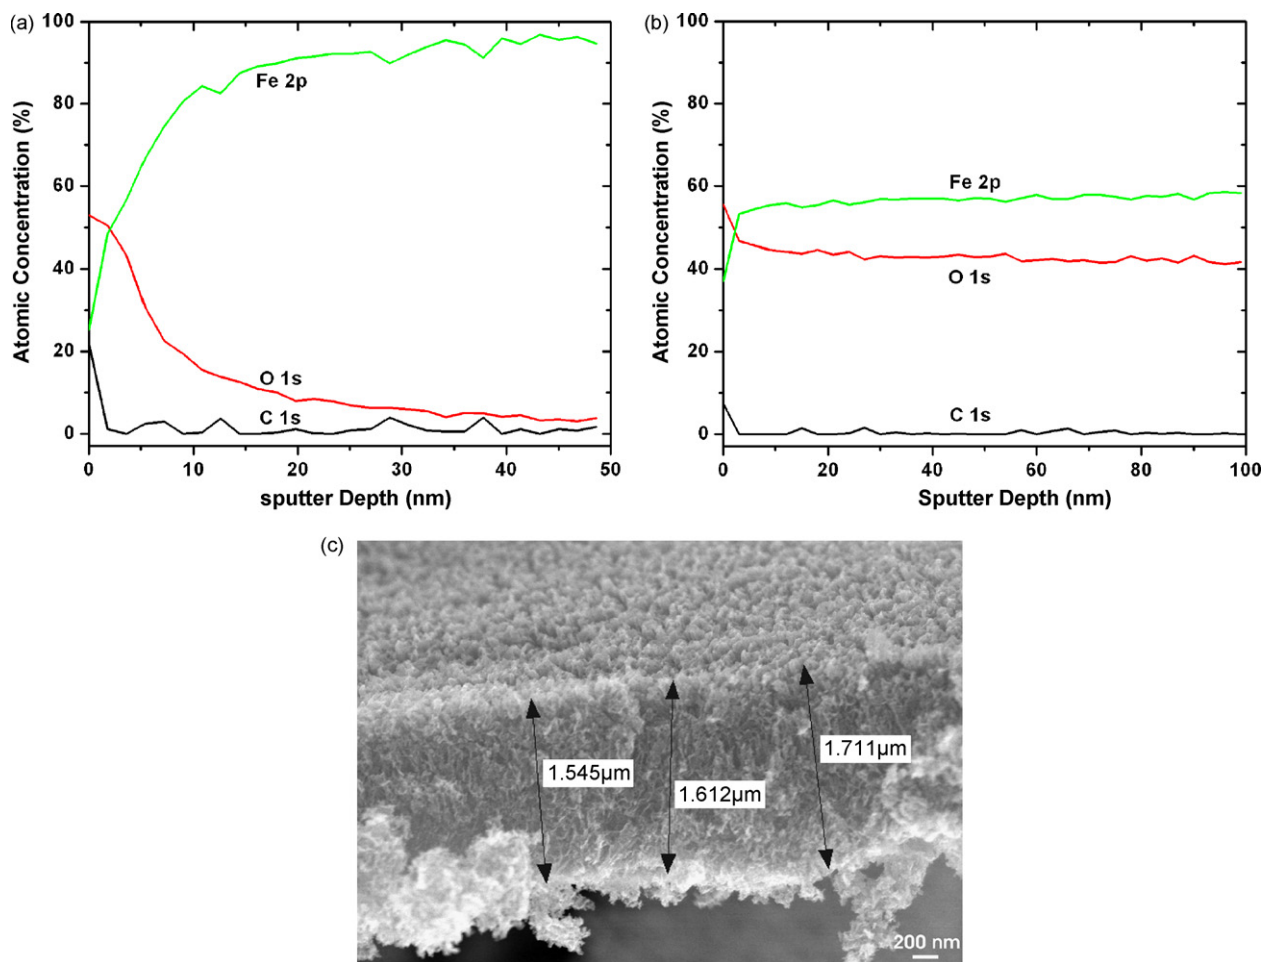 (a)
100
80
60
40
20
0
Atomic Concentration (%)
Fe 2p
O 1s
C 1s
0 10 20 30 40 50
sputter Depth (nm)
(b)
100
80
60
40
20
0
Atomic Concentration (%)
Fe 2p
O 1s
C 1s
0 20 40 60 80 100
Sputter Depth (nm)
(c)
1.545µm
1.612µm
1.711µm
200 nm